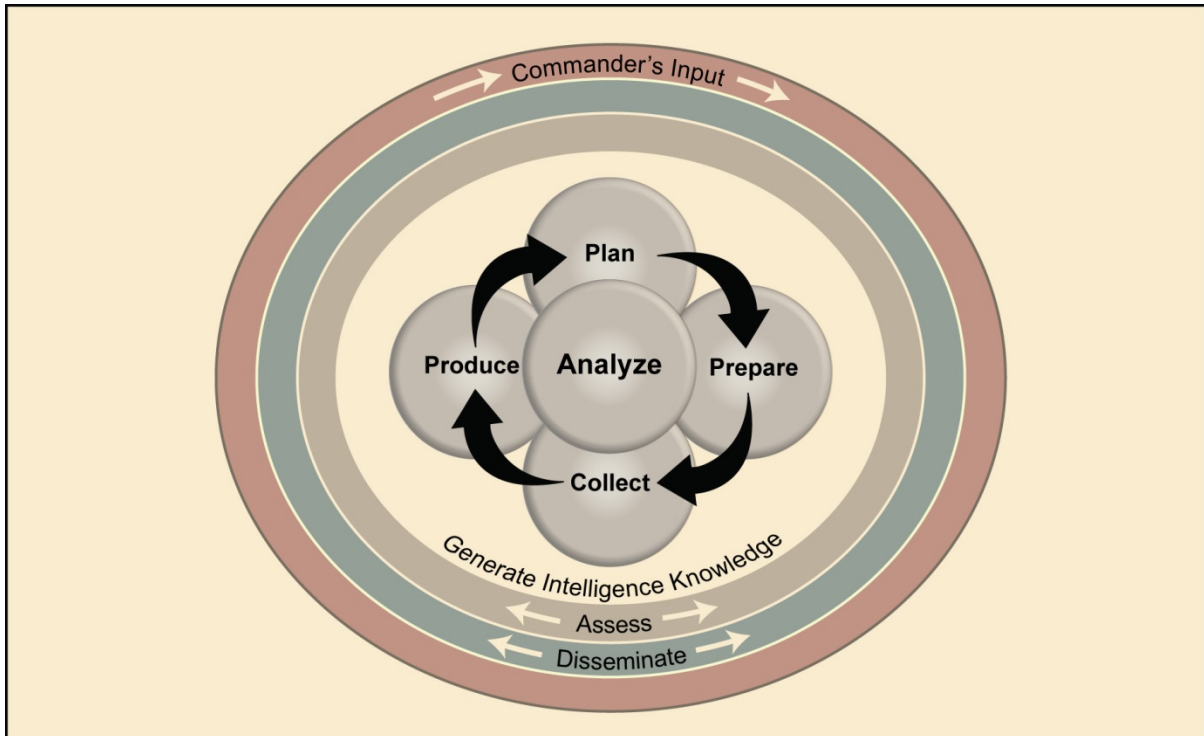 Commander's Input
Plan
Produce
Analyze
Prepare
Collect
Generate Intelligence Knowledge
Assess
Disseminate